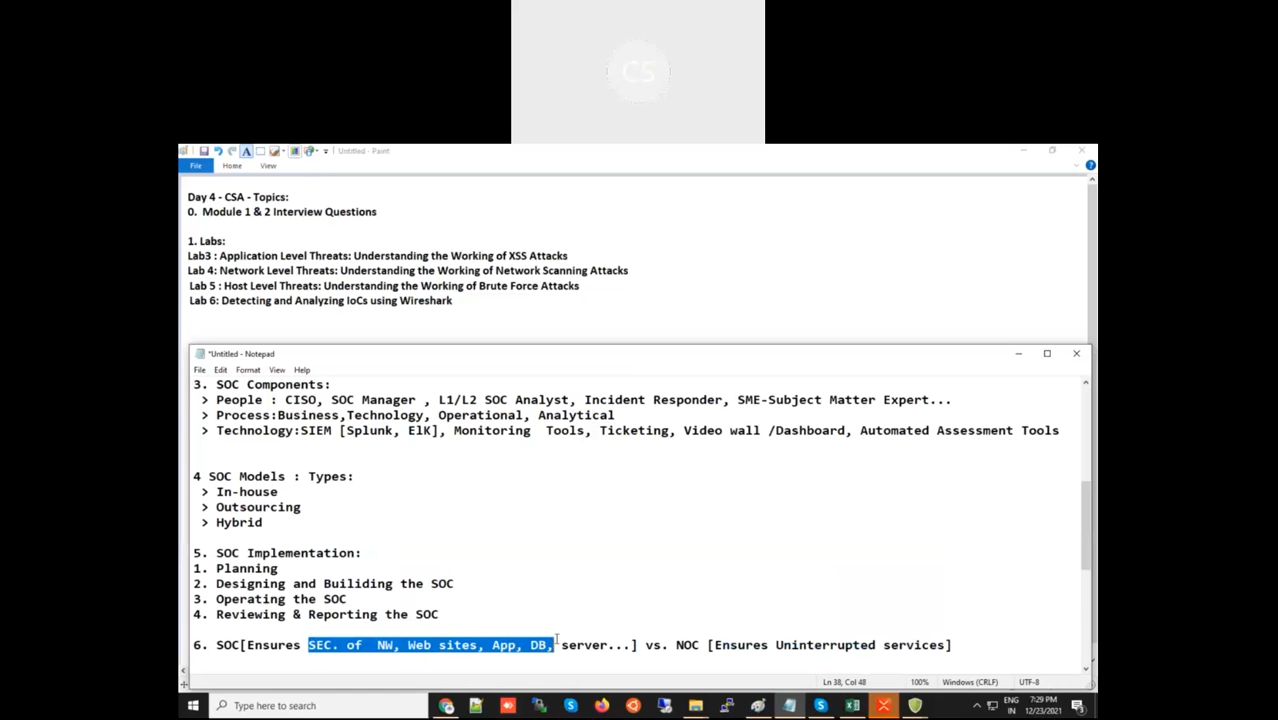 CS
Untitled - Paint
File Home View
Day 4 - CSA - Topics:
0. Module 1 & 2 Interview Questions
1. Labs:
Lab3 : Application Level Threats: Understanding the Working of XSS Attacks
Lab 4: Network Level Threats: Understanding the Working of Network Scanning Attacks
Lab 5 : Host Level Threats: Understanding the Working of Brute Force Attacks
Lab 6: Detecting and Analyzing IoCs using Wireshark
*Untitled - Notepad
File Edit Format View Help
3. SOC Components:
> People : CISO, SOC Manager , L1/L2 SOC Analyst, Incident Responder, SME-Subject Matter Expert...
> Process:Business,Technology, Operational, Analytical
> Technology:SIEM [Splunk, ElK], Monitoring Tools, Ticketing, Video wall /Dashboard, Automated Assessment Tools
4 SOC Models : Types:
> In-house
> Outsourcing
> Hybrid
5. SOC Implementation:
1. Planning
2. Designing and Builiding the SOC
3. Operating the SOC
4. Reviewing & Reporting the SOC
6. SOC[Ensures SEC. of NW, Web sites, App, DB, server...] vs. NOC [Ensures Uninterrupted services]
Ln 38, Col 48 100% Windows (CRLF) UTF-8
Type here to search
ENG 7:29 PM
IN 12/23/2021
3